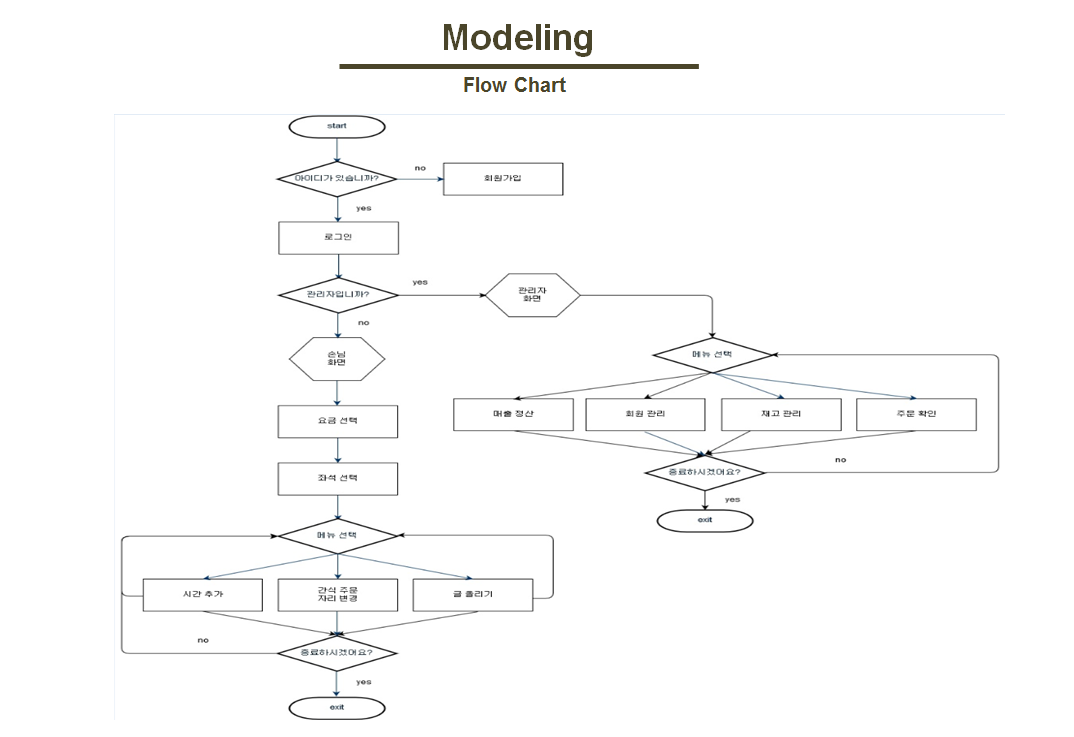 Modeling
Flow Chart
start
아이디가 있습니까?
no
회원가입
yes
로그인
관리자입니까?
yes
관리자
화면
no
손님
화면
메뉴 선택
요금 선택
매출 정산
회원 관리
재고 관리
주문 확인
좌석 선택
종료하시겠어요?
no
yes
exit
메뉴 선택
시간 추가
간식 주문
자리 변경
글 올리기
no
종료하시겠어요?
yes
exit